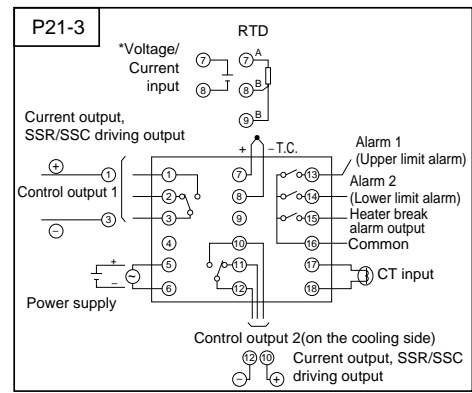 P21-3
RTD
*Voltage/
Current
input
7
8
7 A
8 B
9 B
Current output,
SSR/SSC driving output
+ 1
Control output 1
3
−
+ − T.C.
1
2
3
4
5
6
7
8
9
10
11
12
13
14
15
16
17
18
Alarm 1
(Upper limit alarm)
Alarm 2
(Lower limit alarm)
Heater break
alarm output
Common
CT input
+
−
Power supply
Control output 2(on the cooling side)
12 10
− +
Current output, SSR/SSC
driving output